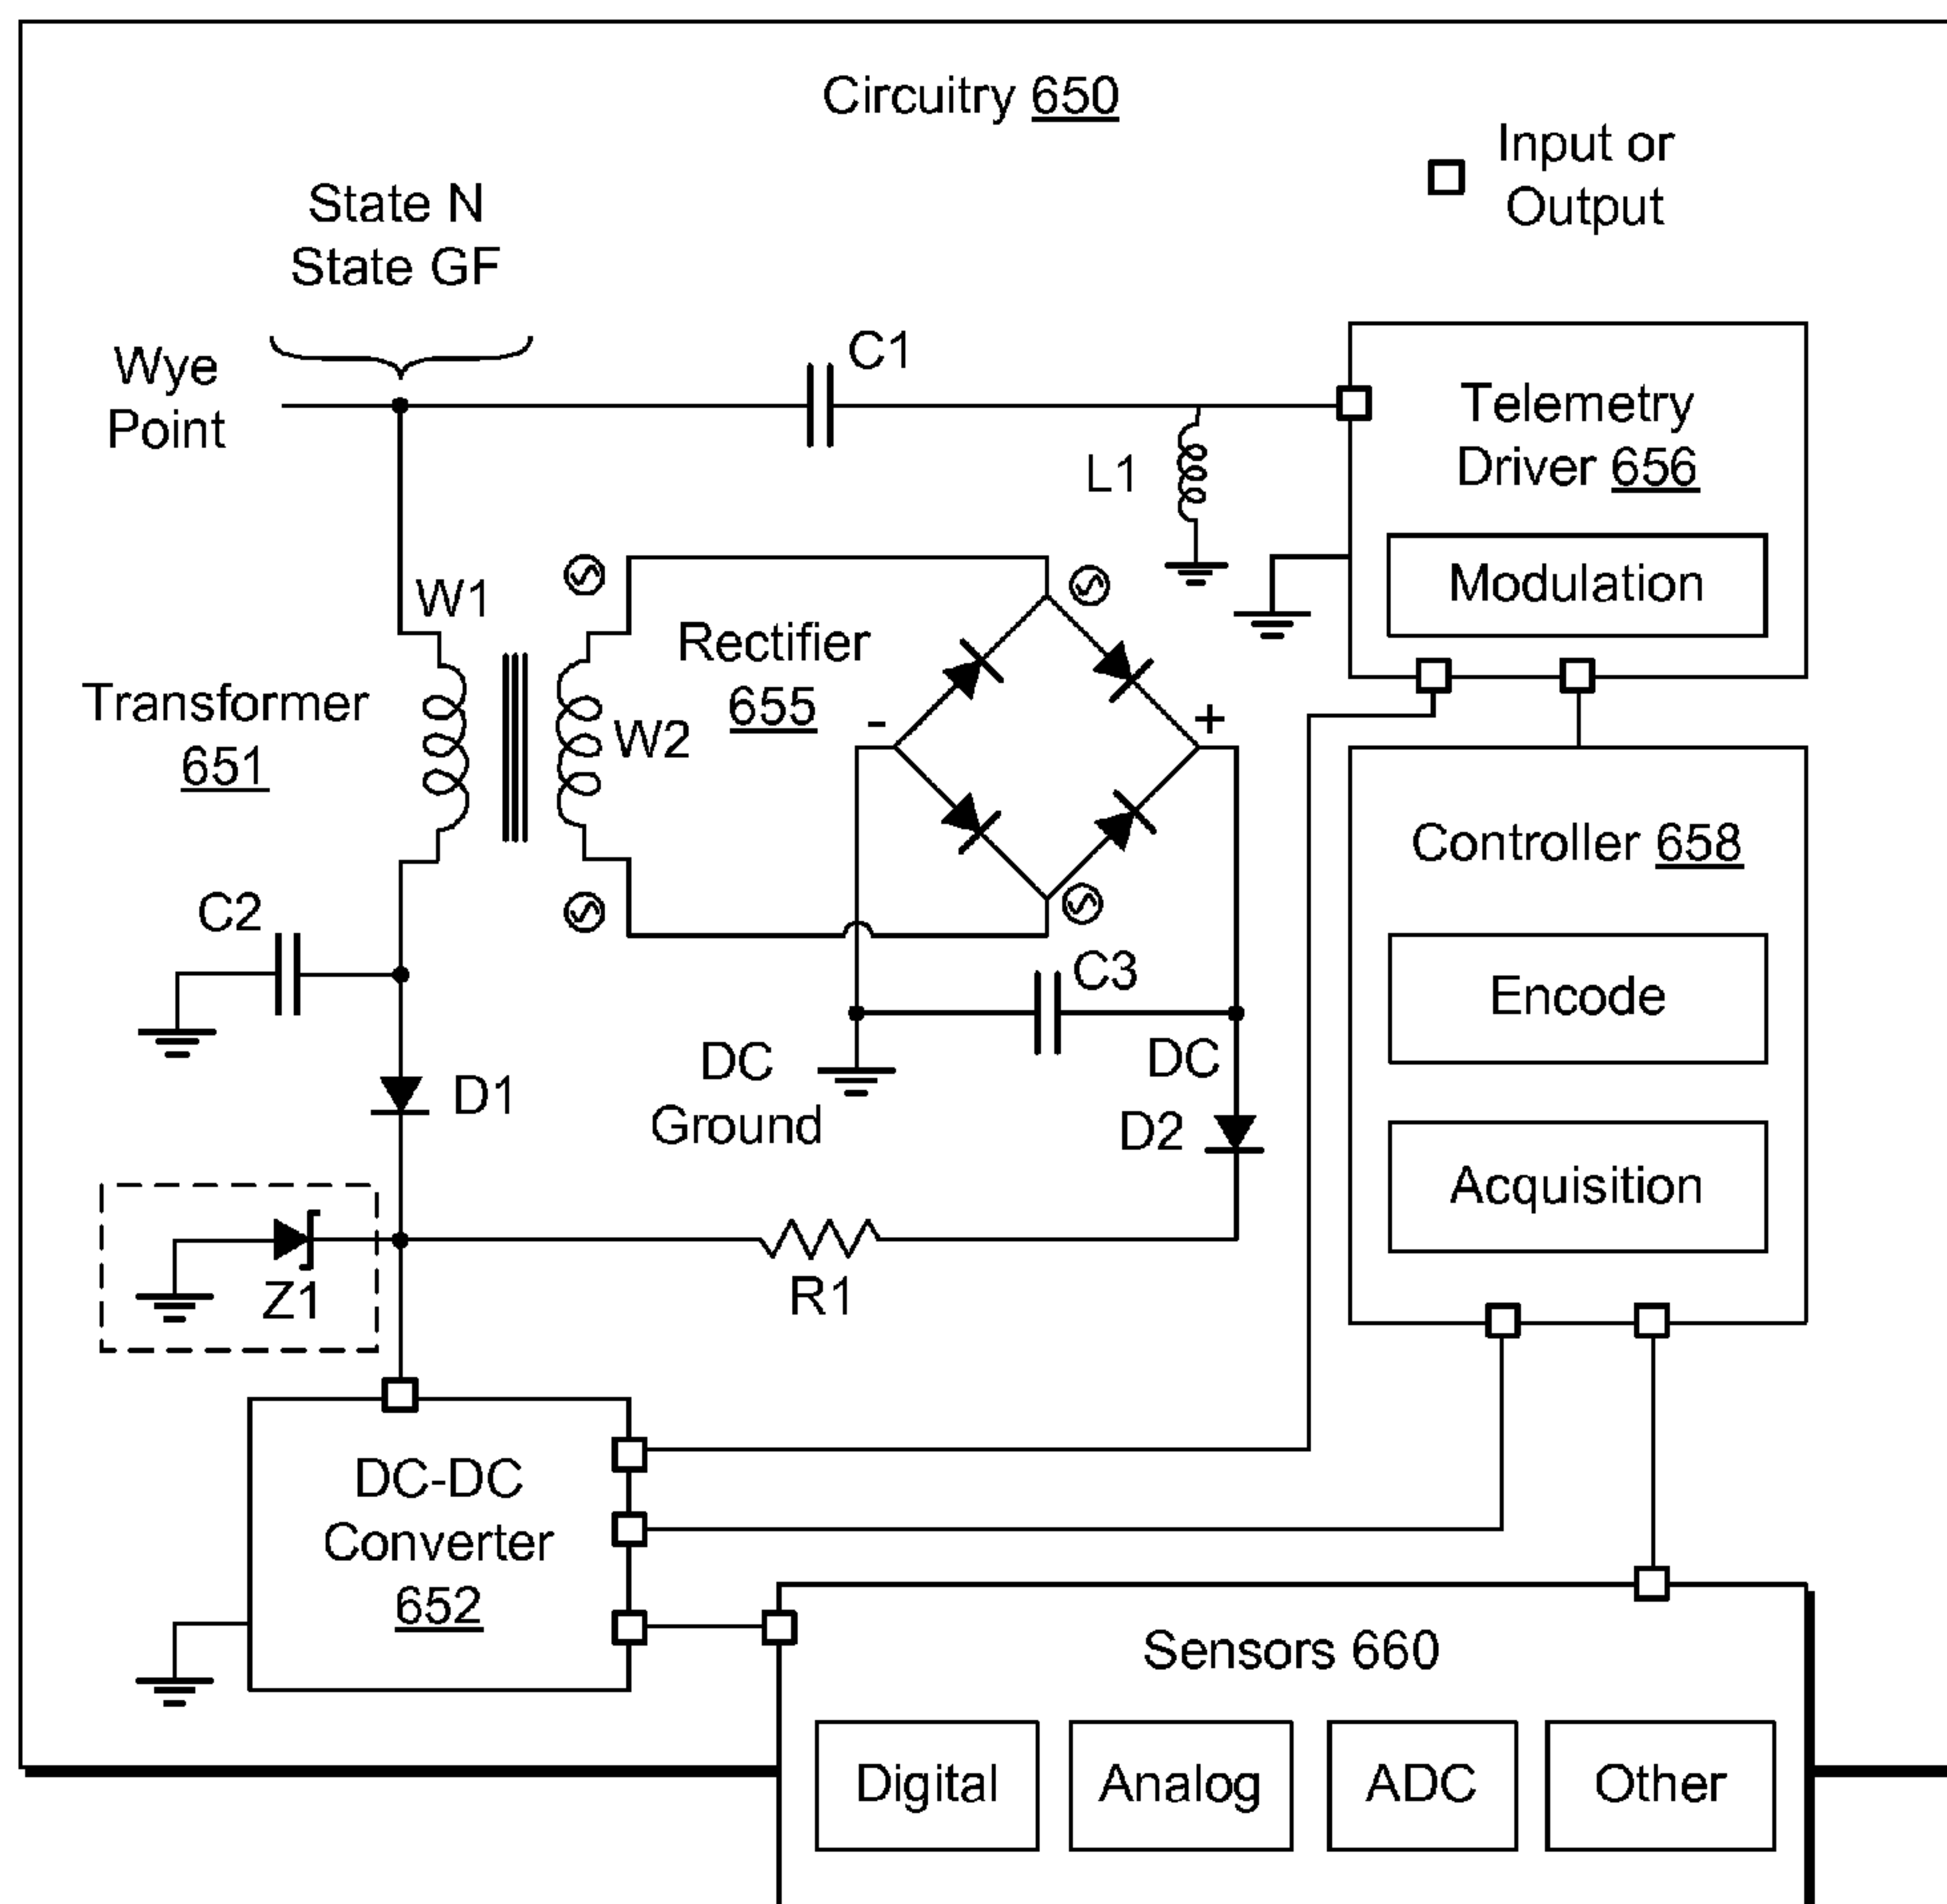 Circuitry 650
Input or
Output
State N
State GF
Wye
Point
C1
L1
Telemetry
Driver 656
Modulation
W1
Transformer
651
W2
Rectifier
655
-
+
Controller 658
Encode
Acquisition
C2
C3
DC
Ground
DC
D1
D2
Z1
R1
DC-DC
Converter
652
Sensors 660
Digital
Analog
ADC
Other